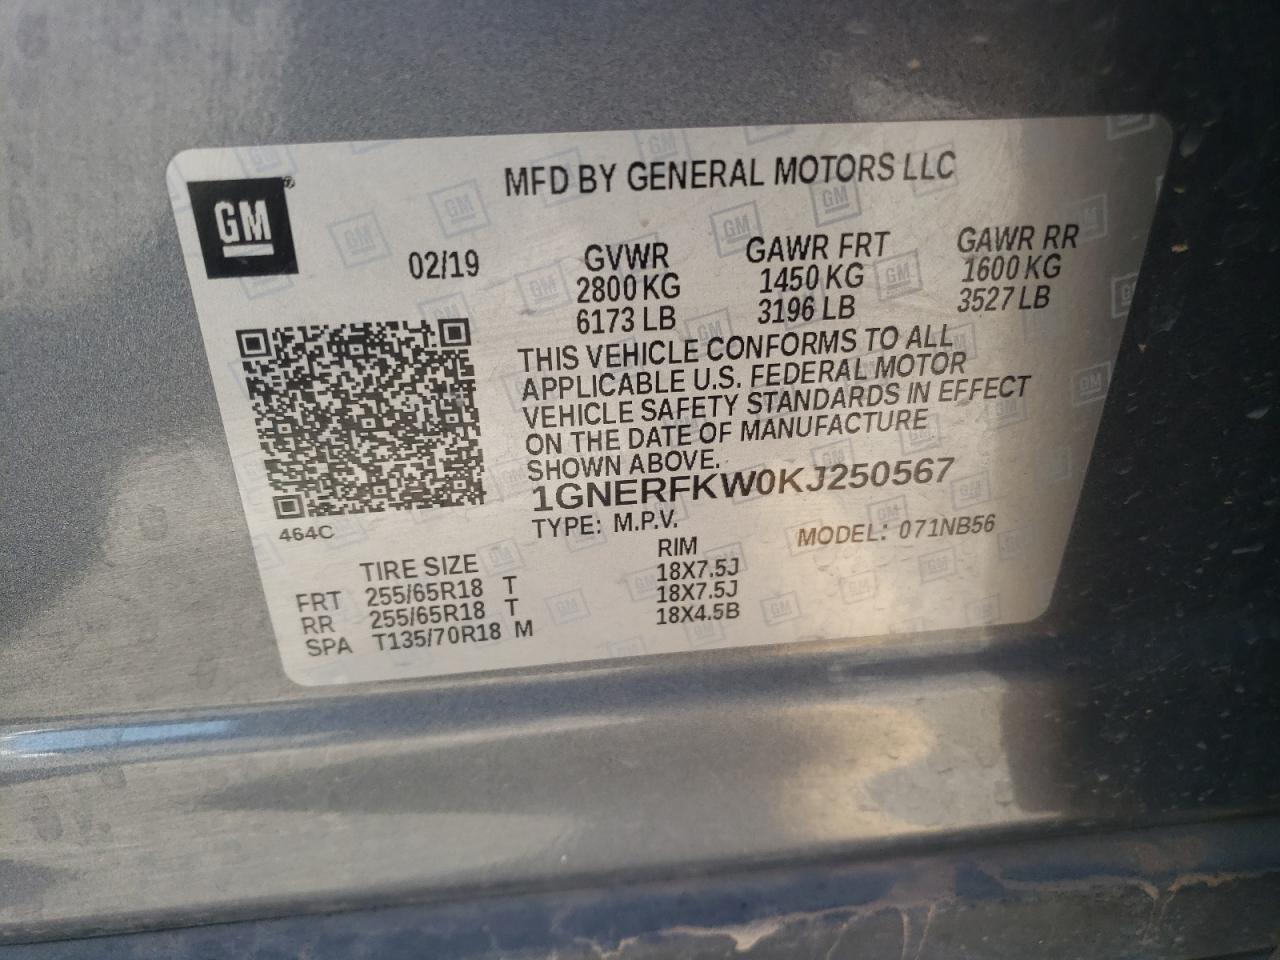 GM®
MFD BY GENERAL MOTORS LLC
02/19
GVWR GAWR FRT GAWR RR
2800 KG 1450 KG 1600 KG
6173 LB 3196 LB 3527 LB
THIS VEHICLE CONFORMS TO ALL
APPLICABLE U.S. FEDERAL MOTOR
VEHICLE SAFETY STANDARDS IN EFFECT
ON THE DATE OF MANUFACTURE
SHOWN ABOVE.
1GNERFKW0KJ250567
464C
TYPE: M.P.V. MODEL: 071NB56
TIRE SIZE RIM
FRT 255/65R18 T 18X7.5J
RR 255/65R18 T 18X7.5J
SPA T135/70R18 M 18X4.5B